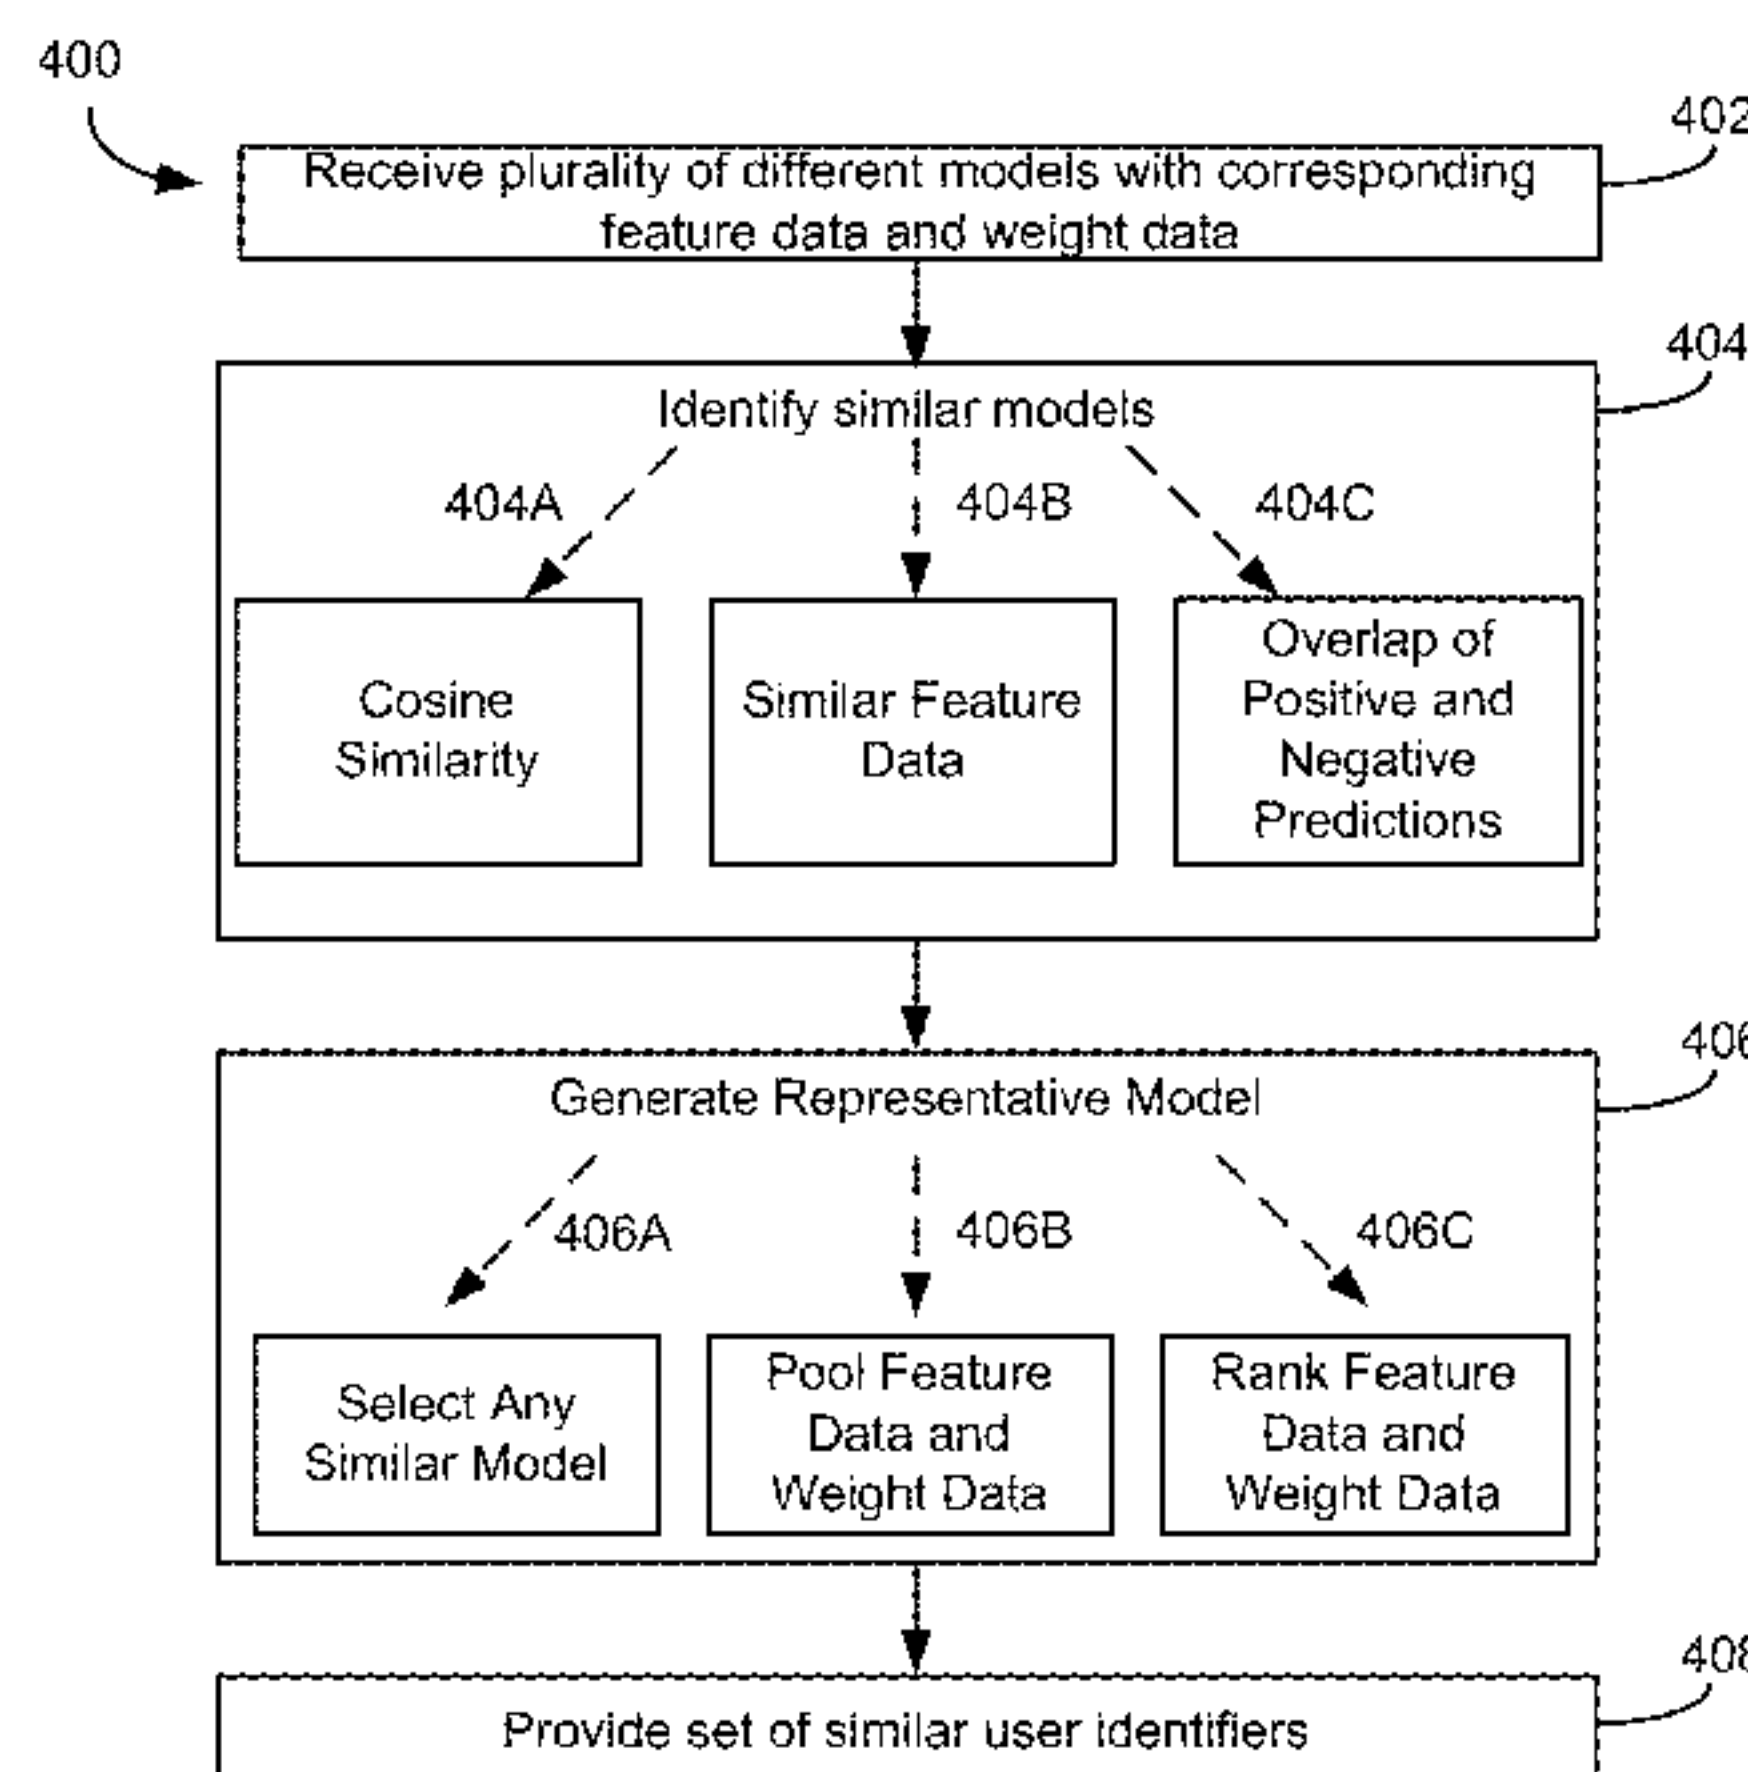 400
402
Receive plurality of different models with corresponding
feature data and weight data
404
Identify similar models
404A
404B
404C
Cosine
Similarity
Similar Feature
Data
Overlap of
Positive and
Negative
Predictions
406
Generate Representative Model
406A
406B
406C
Select Any
Similar Model
Pool Feature
Data and
Weight Data
Rank Feature
Data and
Weight Data
408
Provide set of similar user identifiers